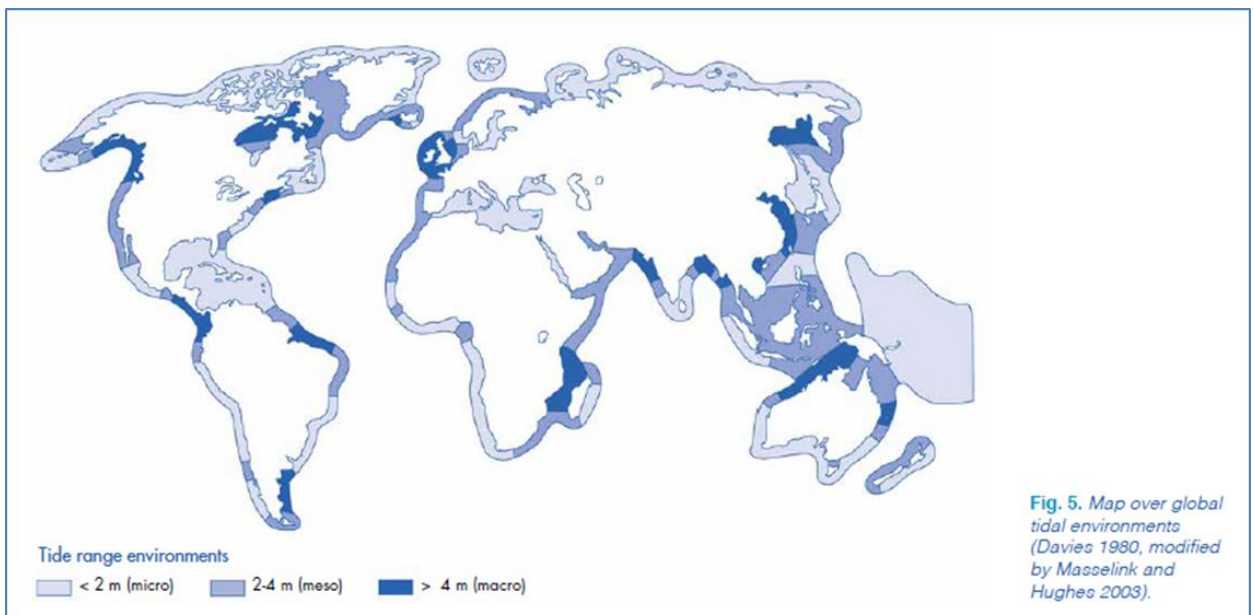 Tide range environments
< 2 m (micro) 2-4 m (meso) > 4 m (macro)
Fig. 5. Map over global
tidal environments
(Davies 1980, modified
by Masselink and
Hughes 2003).